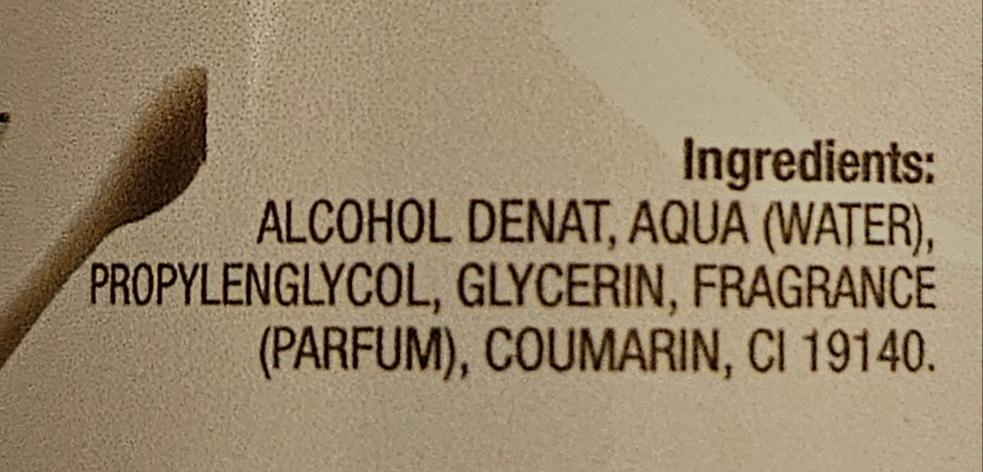 Ingredients:
ALCOHOL DENAT, AQUA (WATER),
PROPYLENGLYCOL, GLYCERIN, FRAGRANCE
(PARFUM), COUMARIN, CI 19140.